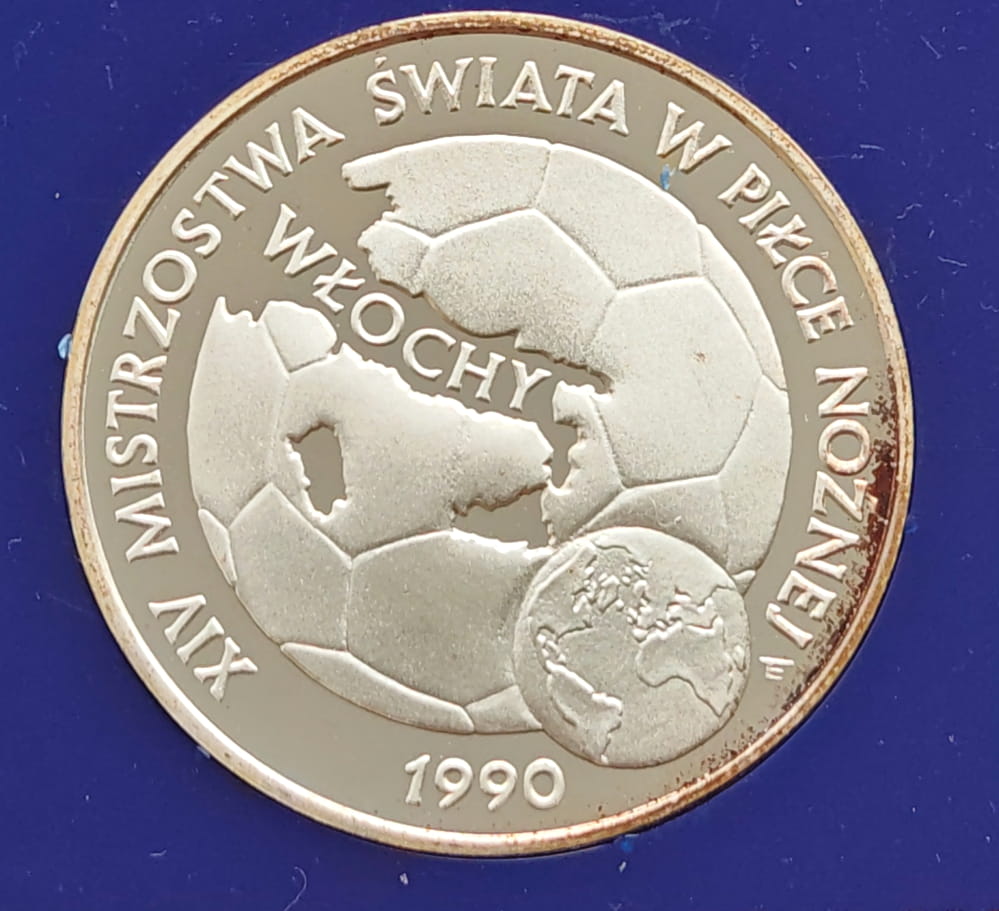 XIV MISTRZOSTWA ŚWIATA W PIŁCE NOŻNEJ
WŁOCHY
1990